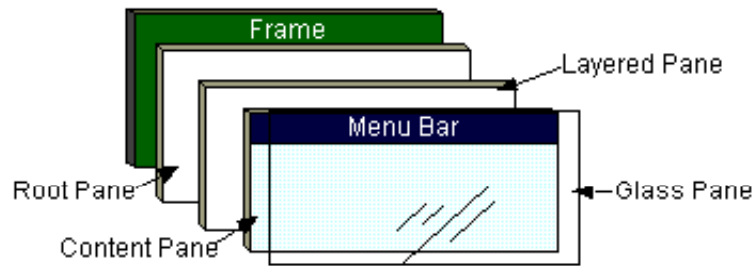 Frame
Layered Pane
Menu Bar
Root Pane
Glass Pane
Content Pane